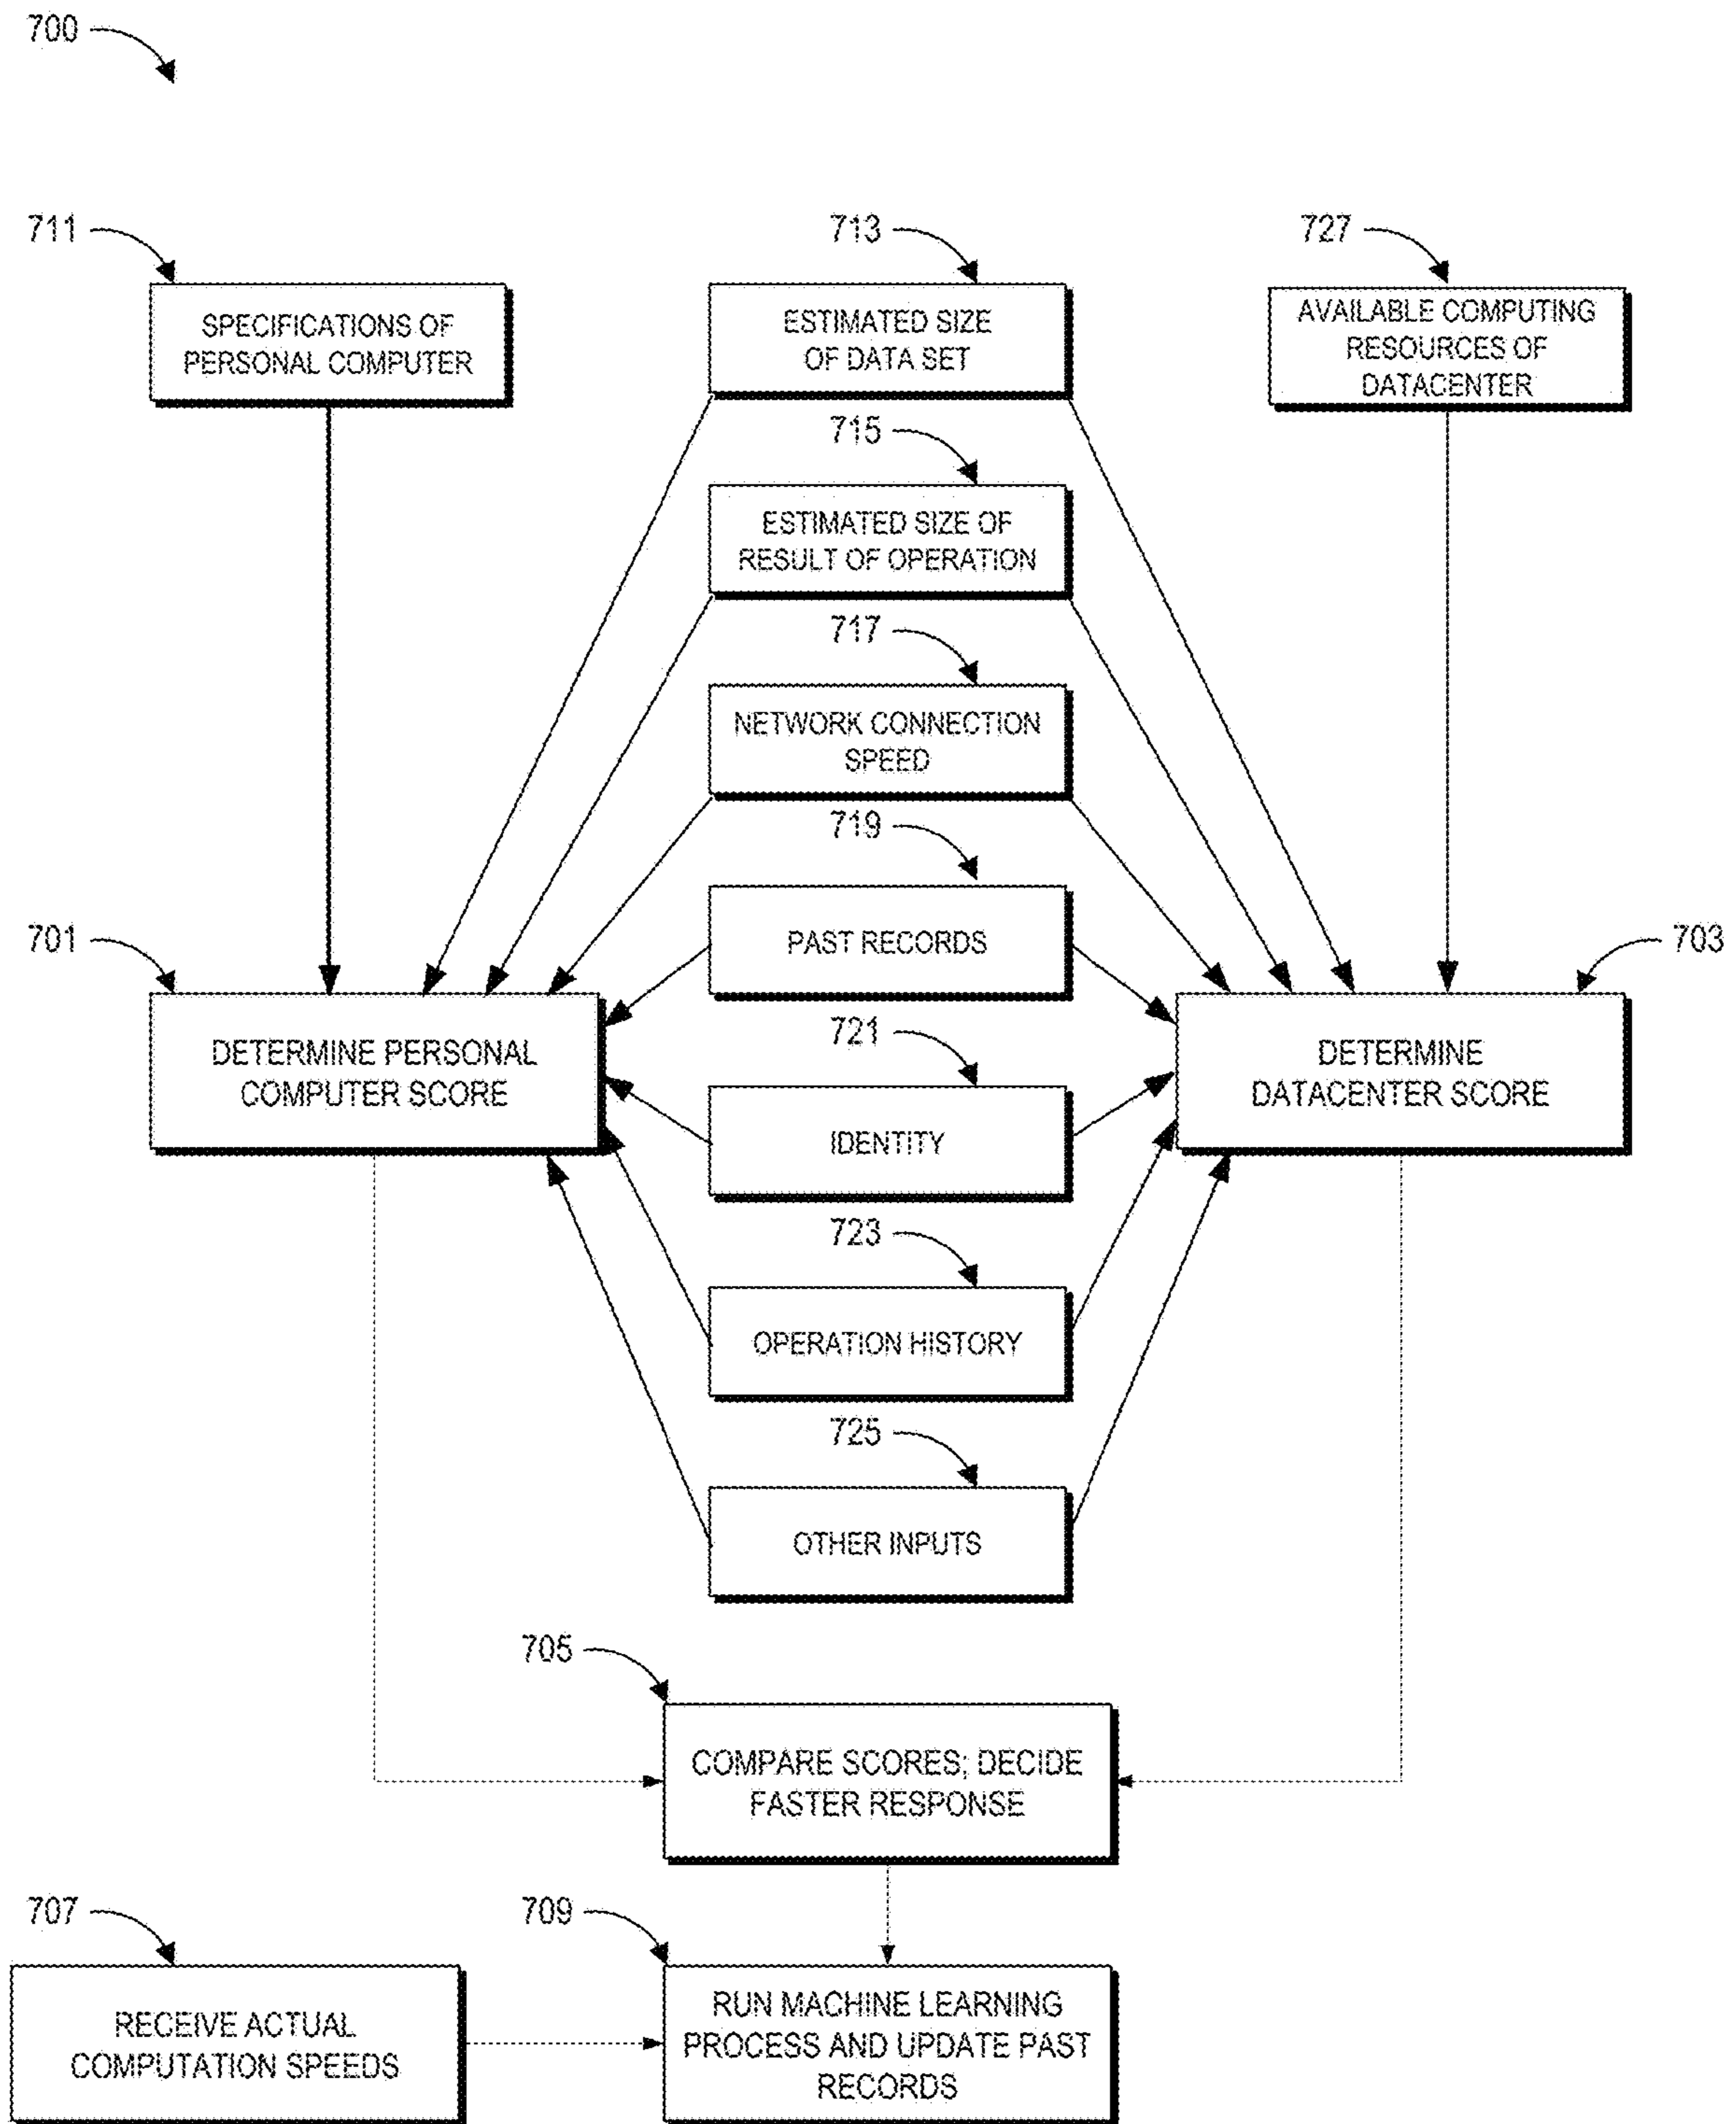 700
711
713
727
SPECIFICATIONS OF
PERSONAL COMPUTER
ESTIMATED SIZE
OF DATA SET
AVAILABLE COMPUTING
RESOURCES OF
DATACENTER
715
ESTIMATED SIZE OF
RESULT OF OPERATION
717
NETWORK CONNECTION
SPEED
719
PAST RECORDS
701
703
DETERMINE PERSONAL
COMPUTER SCORE
DETERMINE
DATACENTER SCORE
721
IDENTITY
723
OPERATION HISTORY
725
OTHER INPUTS
705
COMPARE SCORES; DECIDE
FASTER RESPONSE
707
709
RECEIVE ACTUAL
COMPUTATION SPEEDS
RUN MACHINE LEARNING
PROCESS AND UPDATE PAST
RECORDS